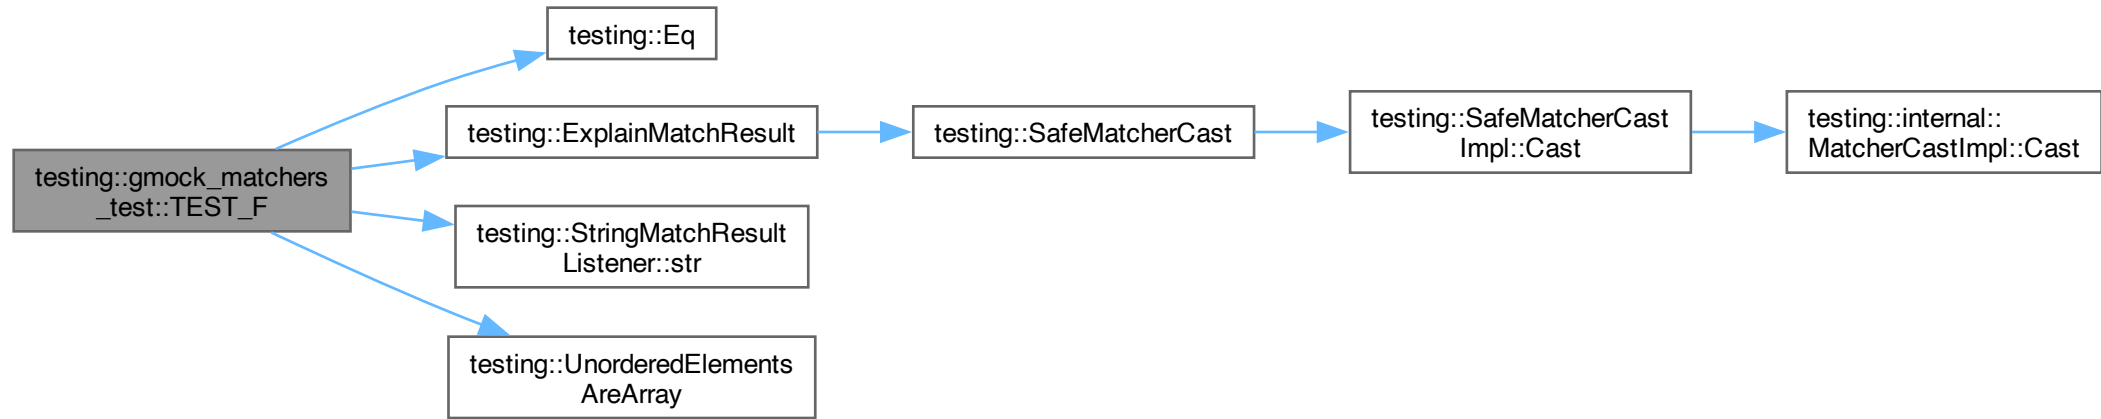 testing::Eq
testing::ExplainMatchResult
testing::SafeMatcherCast
testing::SafeMatcherCast
Impl::Cast
testing::internal::
MatcherCastImpl::Cast
testing::gmock_matchers
_test::TEST_F
testing::StringMatchResult
Listener::str
testing::UnorderedElements
AreArray